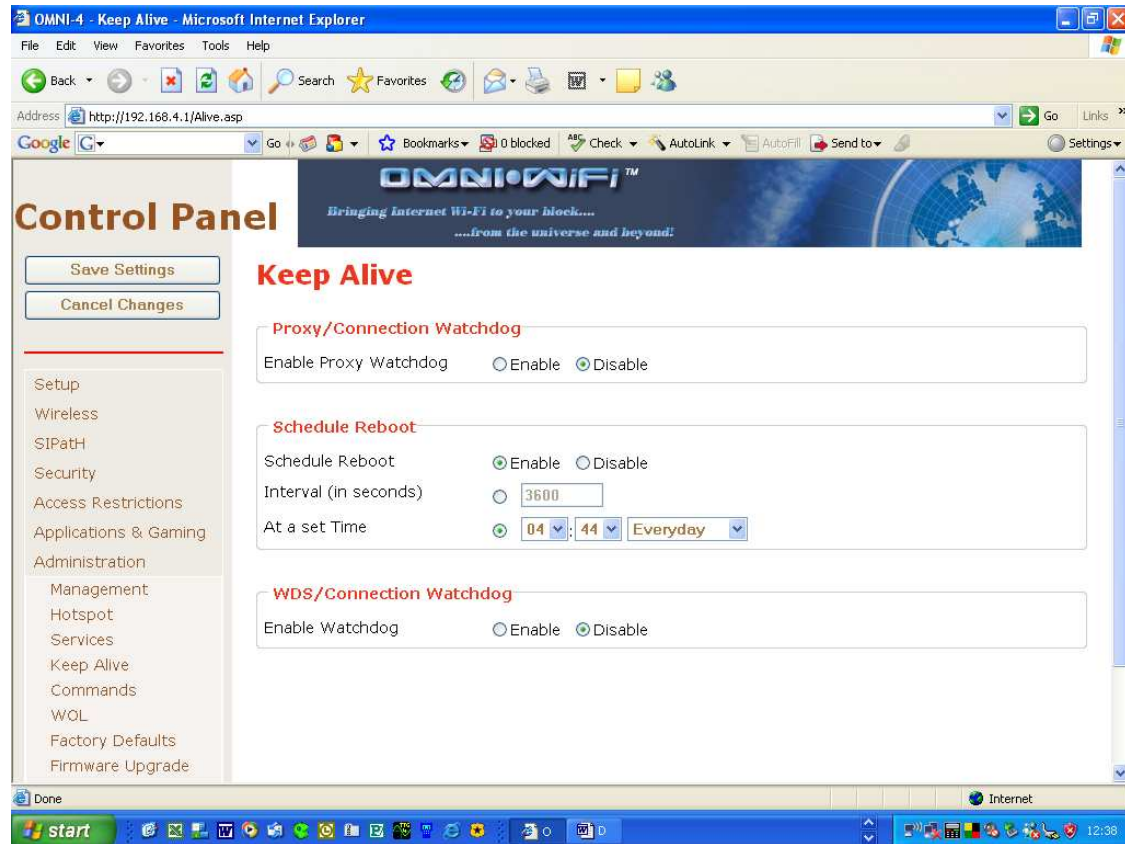 OMNI-4 - Keep Alive - Microsoft Internet Explorer
File Edit View Favorites Tools Help
Back Search Favorites
Address http://192.168.4.1/Alive.asp Go Links »
Google G Go Bookmarks 0 blocked ABC Check AutoLink AutoFill Send to Settings
OMNI•WiFi™
Bringing Internet Wi-Fi to your block....
....from the universe and beyond!
Control Panel
Save Settings
Cancel Changes
Setup
Wireless
SIPatH
Security
Access Restrictions
Applications & Gaming
Administration
Management
Hotspot
Services
Keep Alive
Commands
WOL
Factory Defaults
Firmware Upgrade
Keep Alive
Proxy/Connection Watchdog
Enable Proxy Watchdog Enable Disable
Schedule Reboot
Schedule Reboot Enable Disable
Interval (in seconds) 3600
At a set Time 04 : 44 Everyday
WDS/Connection Watchdog
Enable Watchdog Enable Disable
Done Internet
start O D 12:38